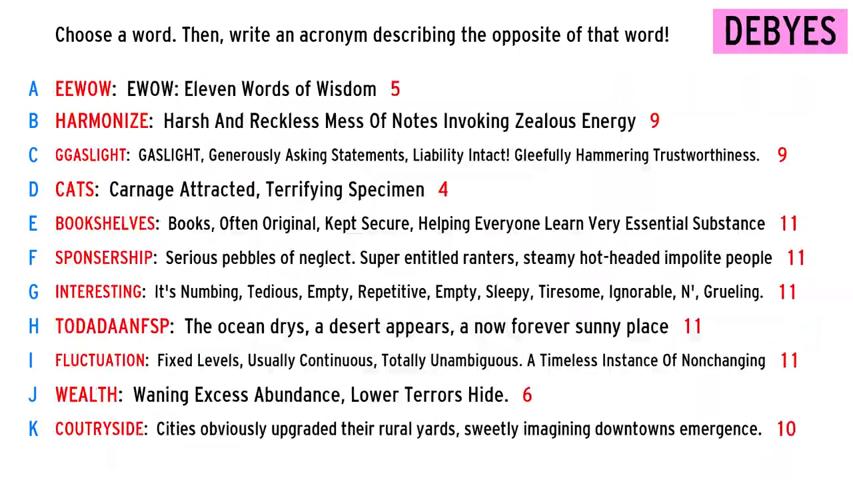 Choose a word. Then, write an acronym describing the opposite of that word! DEBYES
A EEWOW: EWOW: Eleven Words of Wisdom 5
B HARMONIZE: Harsh And Reckless Mess Of Notes Invoking Zealous Energy 9
C GGASLIGHT: GASLIGHT, Generously Asking Statements, Liability Intact! Gleefully Hammering Trustworthiness. 9
D CATS: Carnage Attracted, Terrifying Specimen 4
E BOOKSHELVES: Books, Often Original, Kept Secure, Helping Everyone Learn Very Essential Substance 11
F SPONSERSHIP: Serious pebbles of neglect. Super entitled ranters, steamy hot-headed impolite people 11
G INTERESTING: It's Numbing, Tedious, Empty, Repetitive, Empty, Sleepy, Tiresome, Ignorable, N', Grueling. 11
H TODADAANFSP: The ocean drys, a desert appears, a now forever sunny place 11
I FLUCTUATION: Fixed Levels, Usually Continuous, Totally Unambiguous. A Timeless Instance Of Nonchanging 11
J WEALTH: Waning Excess Abundance, Lower Terrors Hide. 6
K COUTRYSIDE: Cities obviously upgraded their rural yards, sweetly imagining downtowns emergence. 10